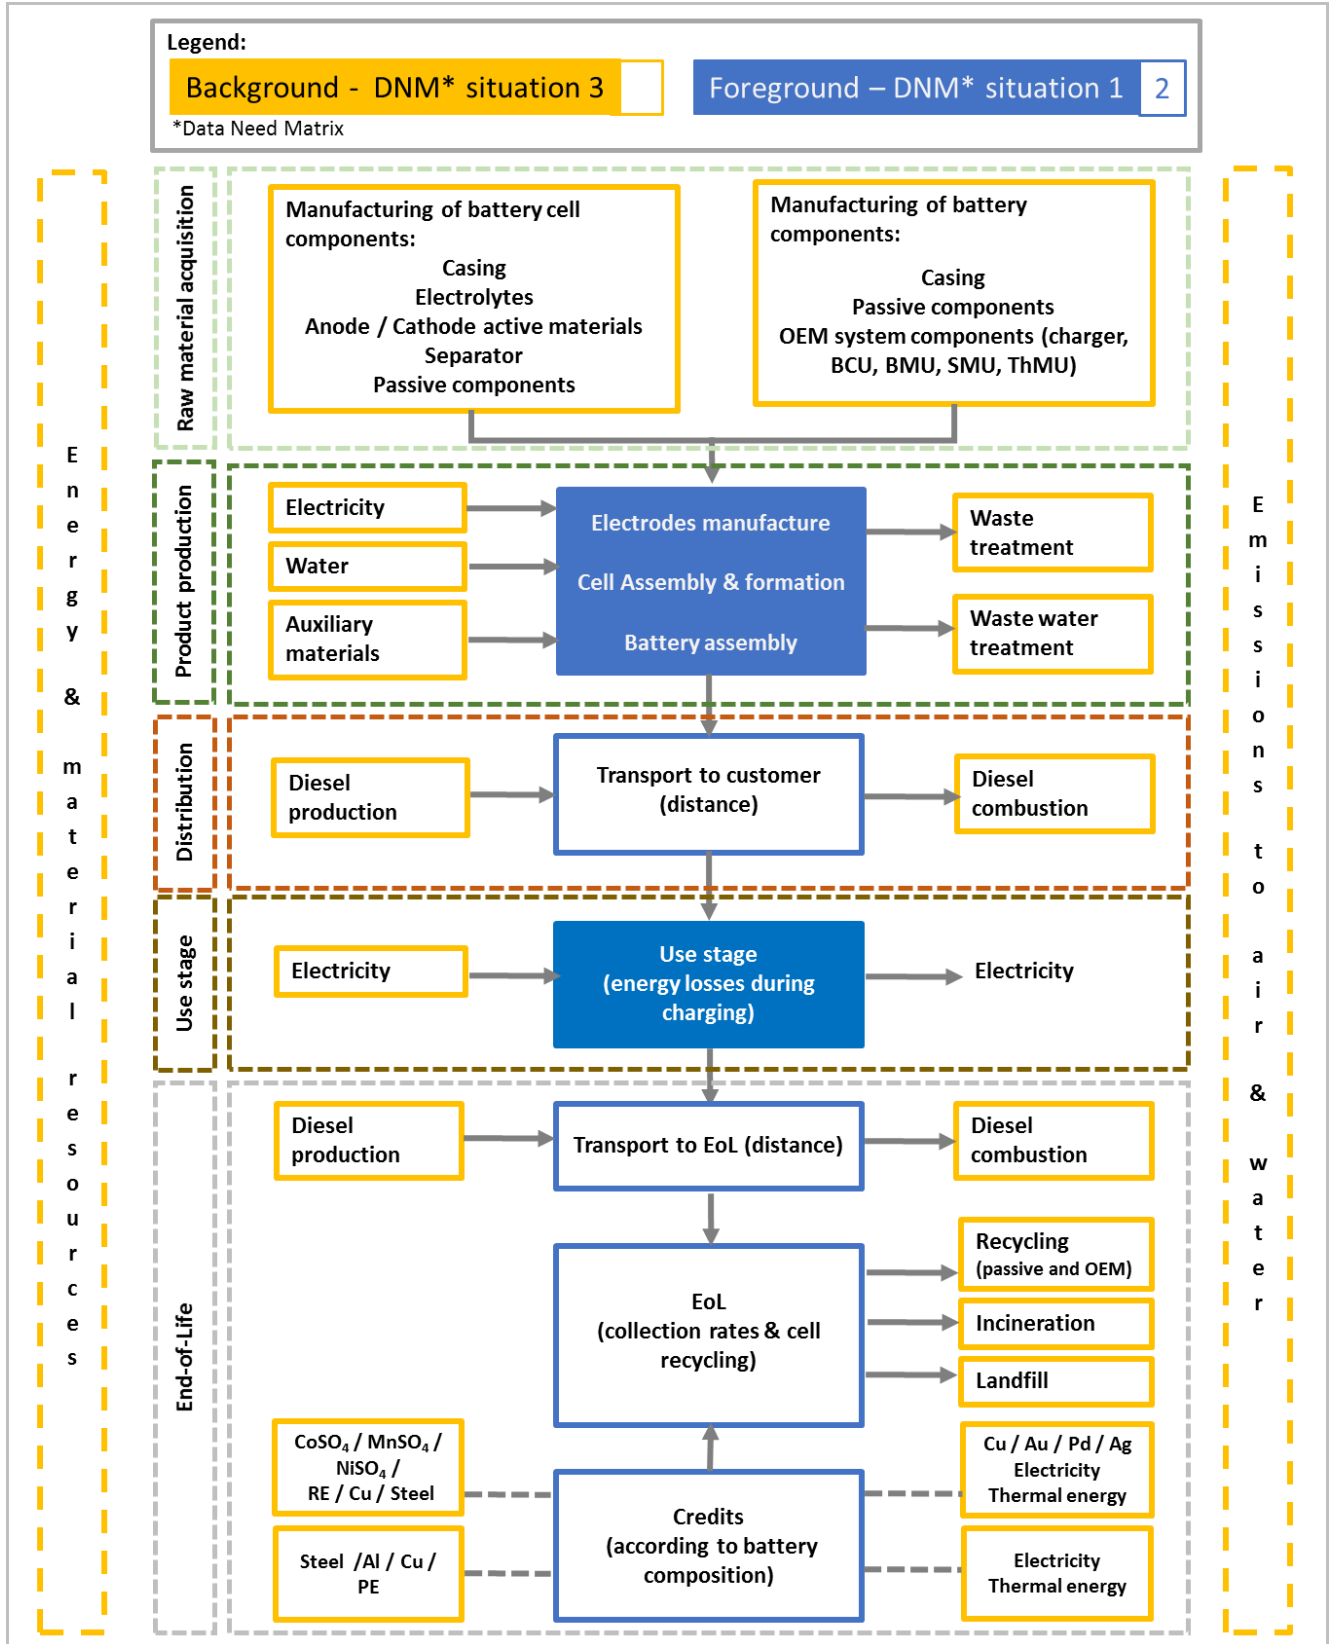 Legend:
Background - DNM* situation 3
Foreground – DNM* situation 1
2
*Data Need Matrix
Energy & material resources
Raw material acquisition
Manufacturing of battery cell
components:
Casing
Electrolytes
Anode / Cathode active materials
Separator
Passive components
Manufacturing of battery
components:
Casing
Passive components
OEM system components (charger,
BCU, BMU, SMU, ThMU)
Product production
Electricity
Water
Auxiliary
materials
Electrodes manufacture
Cell Assembly & formation
Battery assembly
Waste
treatment
Waste water
treatment
Distribution
Diesel
production
Transport to customer
(distance)
Diesel
combustion
Use stage
Electricity
Use stage
(energy losses during
charging)
Electricity
End-of-Life
Diesel
production
Transport to EoL (distance)
Diesel
combustion
EoL
(collection rates & cell
recycling)
Recycling
(passive and OEM)
Incineration
Landfill
CoSO₄ / MnSO₄ /
NiSO₄ /
RE / Cu / Steel
Steel /Al / Cu /
PE
Credits
(according to battery
composition)
Cu / Au / Pd / Ag
Electricity
Thermal energy
Electricity
Thermal energy
Emissions to air & water